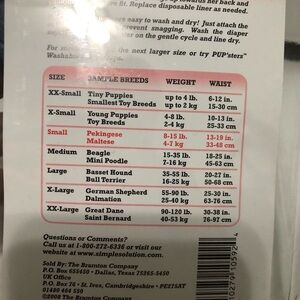 fit. Replace disposable liner as needed.
easy to wash and dry! Just attach the
prevent snagging. Wash the diaper
on the gentle cycle and line dry.
For
next larger size or try PUP'sters™
Washable
SIZE SAMPLE BREEDS WEIGHT WAIST
XX-Small Tiny Puppies up to 4 lb. 6-12 in.
Smallest Toy Breeds up to 2 kg 15-30 cm
X-Small Young Puppies 4-8 lb. 10-13 in.
Toy Breeds 2-4 kg 25-33 cm
Small Pekingese 8-15 lb. 13-19 in.
Maltese 4-7 kg 33-48 cm
Medium Beagle 15-35 lb. 18-25 in.
Mini Poodle 7-16 kg 45-63 cm
Large Basset Hound 35-55 lb. 20-27 in.
Bull Terrier 16-25 kg 50-68 cm
X-Large German Shepherd 55-90 lb. 22-31 in.
Dalmation 25-40 kg 63-76 cm
XX-Large Great Dane 90-120 lb. 30-38 in.
Saint Bernard 40-53 kg 76-97 cm
Questions or Comments?
Call us at 1-800-272-6336 or
visit our website at
www.simplesolution.com
Sold By: The Bramton Company
P.O. Box 655450 - Dallas, Texas 75265-5450
UK Office
P.O Box 76 - St. Ives, Cambridgeshire PE275AT
01480 464 550
©2008 The Bramton Company